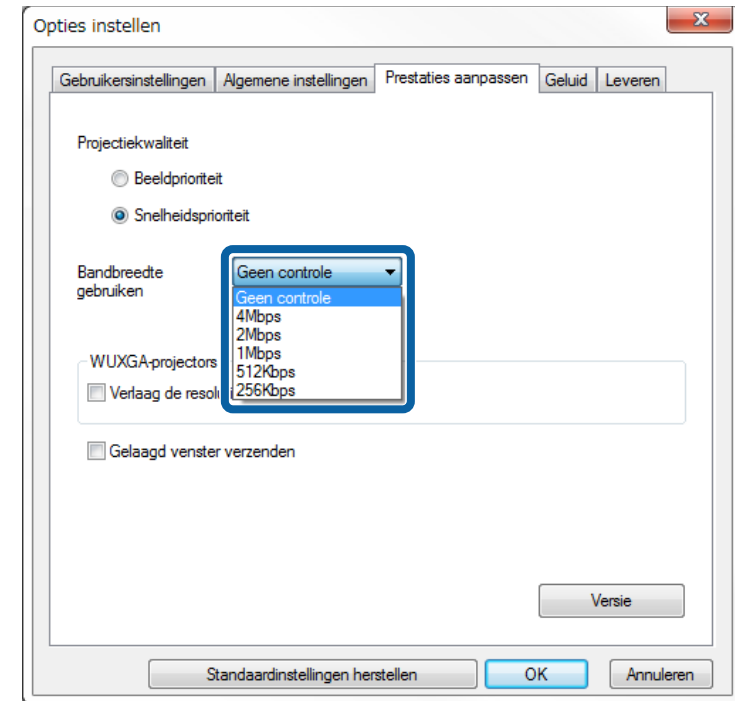 Opties instellen
Gebruikersinstellingen Algemene instellingen Prestaties aanpassen Geluid Leveren
Projectiekwaliteit
Beeldprioriteit
Snelheidsprioriteit
Bandbreedte gebruiken
Geen controle
Geen controle
4Mbps
2Mbps
1Mbps
512Kbps
256Kbps
WUXGA-projectors
Verlaag de
Gelaagd venster verzenden
Versie
Standaardinstellingen herstellen OK Annuleren